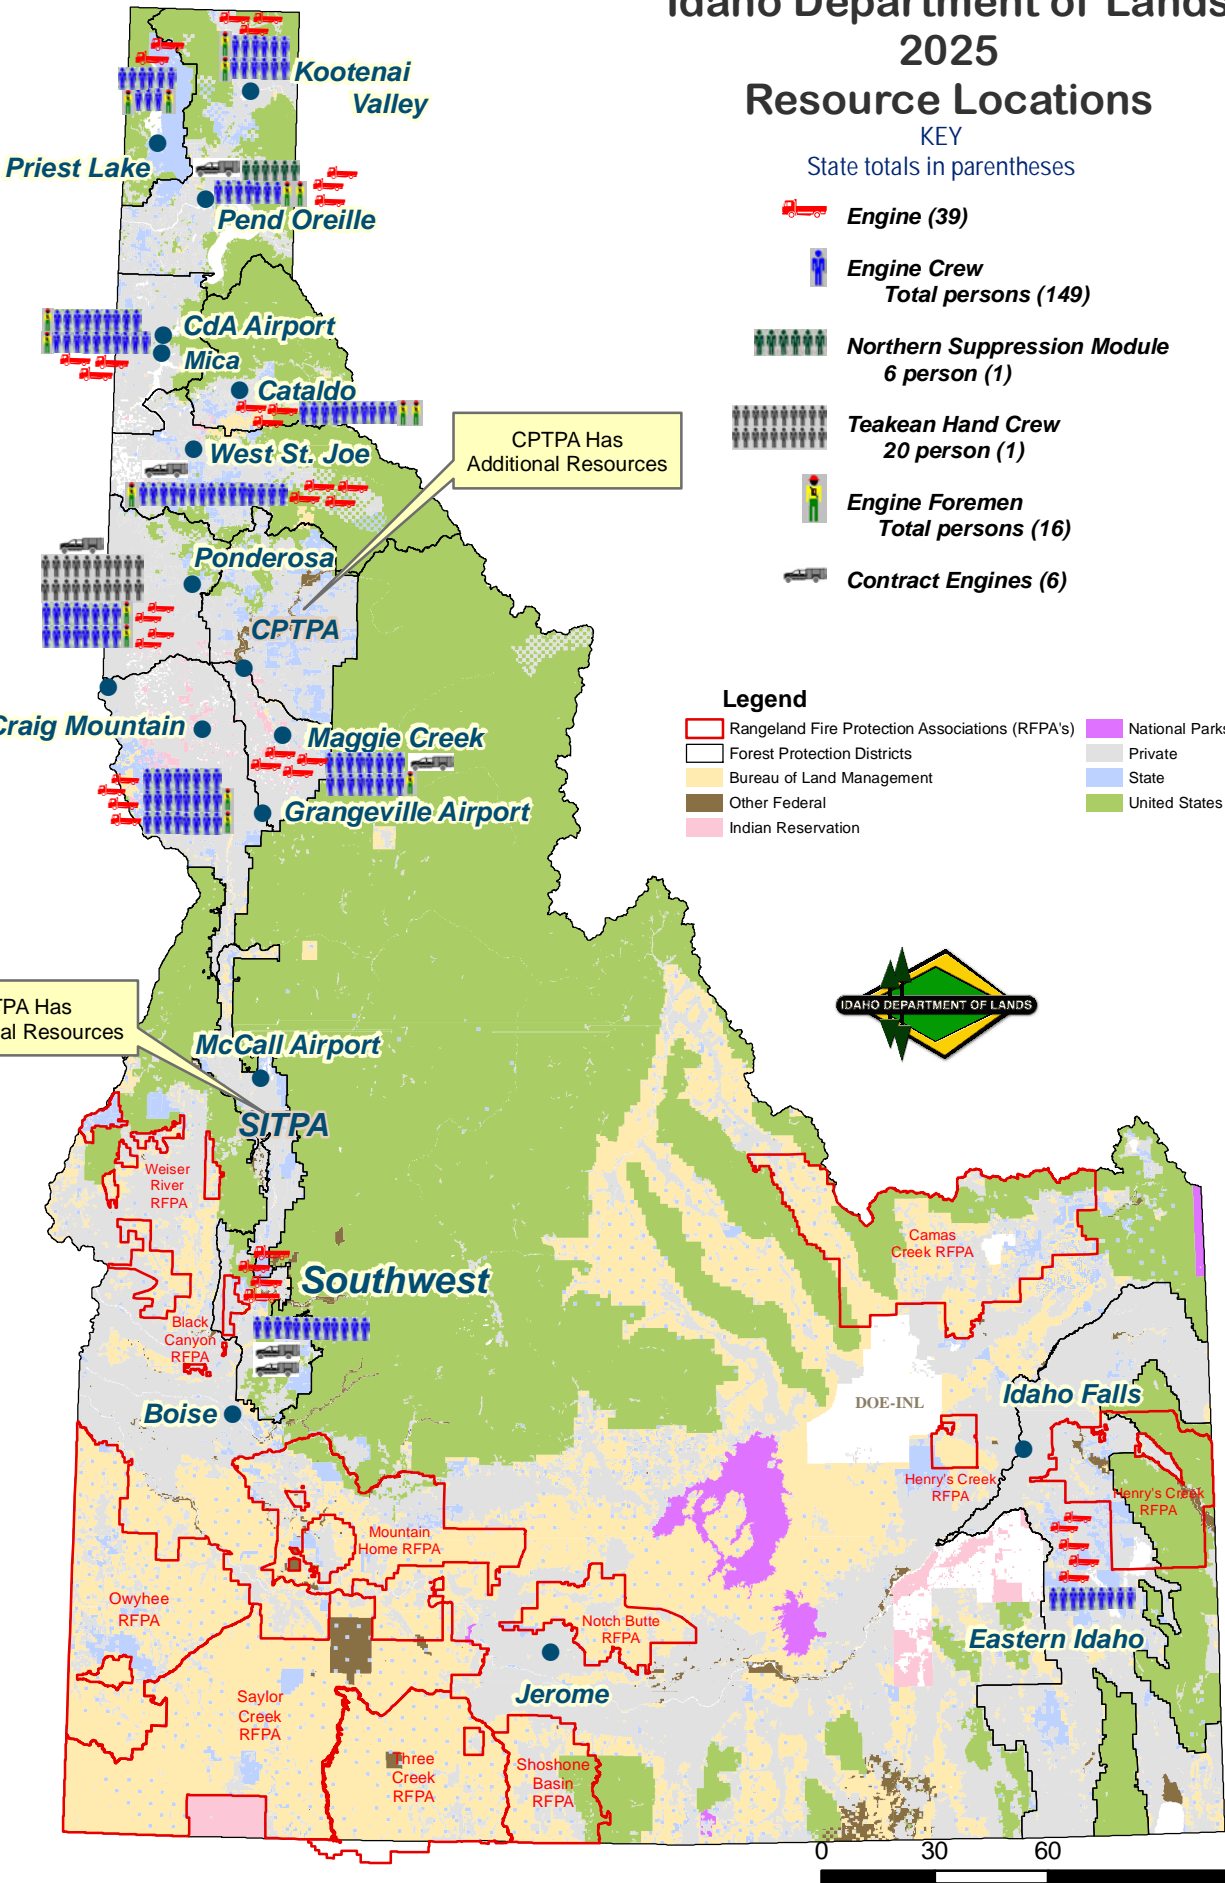 Idaho Department of Lands
2025
Resource Locations
KEY
State totals in parentheses
Engine (39)
Engine Crew
Total persons (149)
Northern Suppression Module
6 person (1)
Teakean Hand Crew
20 person (1)
Engine Foremen
Total persons (16)
Contract Engines (6)
Kootenai
Valley
Priest Lake
Pend Oreille
CdA Airport
Mica
Cataldo
CPTPA Has
Additional Resources
West St. Joe
Ponderosa
CPTPA
Craig Mountain
Maggie Creek
Grangeville Airport
Legend
Rangeland Fire Protection Associations (RFPA's)
Forest Protection Districts
Bureau of Land Management
Other Federal
Indian Reservation
National Parks
Private
State
United States
IDAHO DEPARTMENT OF LANDS
TPA Has
al Resources
McCall Airport
SITPA
Weiser
River
RFPA
Camas
Creek RFPA
Southwest
Black
Canyon
RFPA
Boise
DOE-INL
Idaho Falls
Henry's Creek
RFPA
Henry's Creek
RFPA
Mountain
Home RFPA
Owyhee
RFPA
Notch Butte
RFPA
Eastern Idaho
Jerome
Saylor
Creek
RFPA
Three
Creek
RFPA
Shoshone
Basin
RFPA
0 30 60